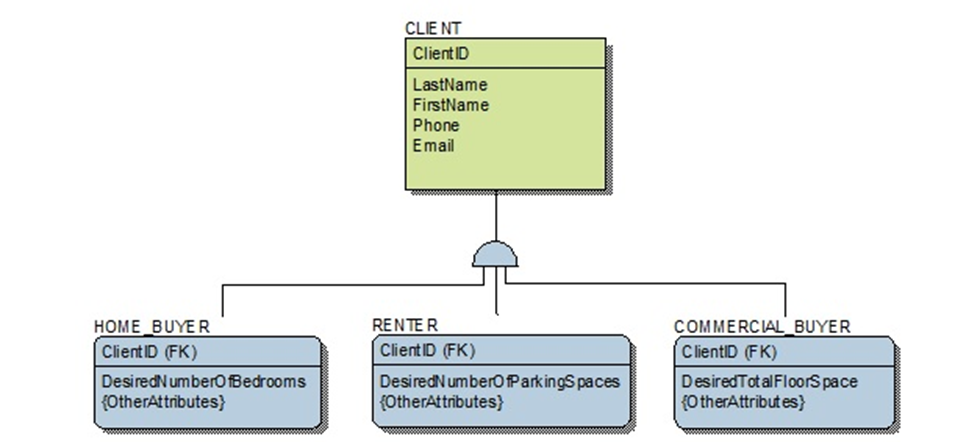 CLIENT
ClientID
LastName
FirstName
Phone
Email
HOME_BUYER
ClientID (FK)
DesiredNumberOfBedrooms
{OtherAttributes}
RENTER
ClientID (FK)
DesiredNumberOfParkingSpaces
{OtherAttributes}
COMMERCIAL_BUYER
ClientID (FK)
DesiredTotalFloorSpace
{OtherAttributes}